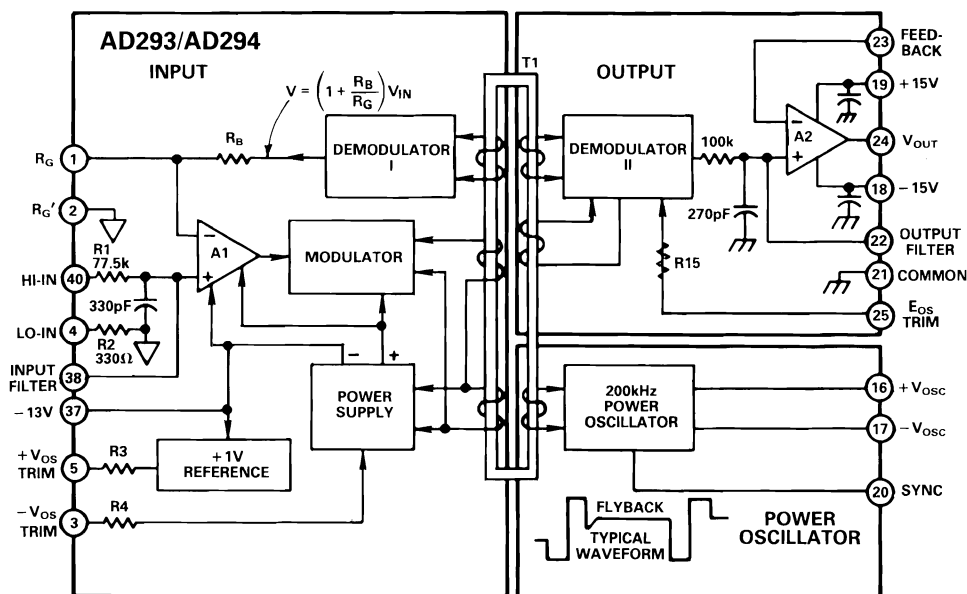 AD293/AD294
INPUT
V = (1 + RB/RG) VIN
RB
DEMODULATOR
I
RG
1
RG'
2
R1
77.5k
HI-IN
40
330pF
LO-IN
4
R2
330Ω
INPUT
FILTER
38
−13V
37
+VOS
TRIM
5
R3
−VOS
TRIM
3
R4
A1
−
+
MODULATOR
−
+
POWER
SUPPLY
+1V
REFERENCE
T1
OUTPUT
DEMODULATOR
II
100k
270pF
R15
−
A2
+
23
FEED-
BACK
19
+15V
24
VOUT
18
−15V
22
OUTPUT
FILTER
21
COMMON
25
EOS
TRIM
200kHz
POWER
OSCILLATOR
16
+VOSC
17
−VOSC
20
SYNC
FLYBACK
TYPICAL
WAVEFORM
POWER
OSCILLATOR